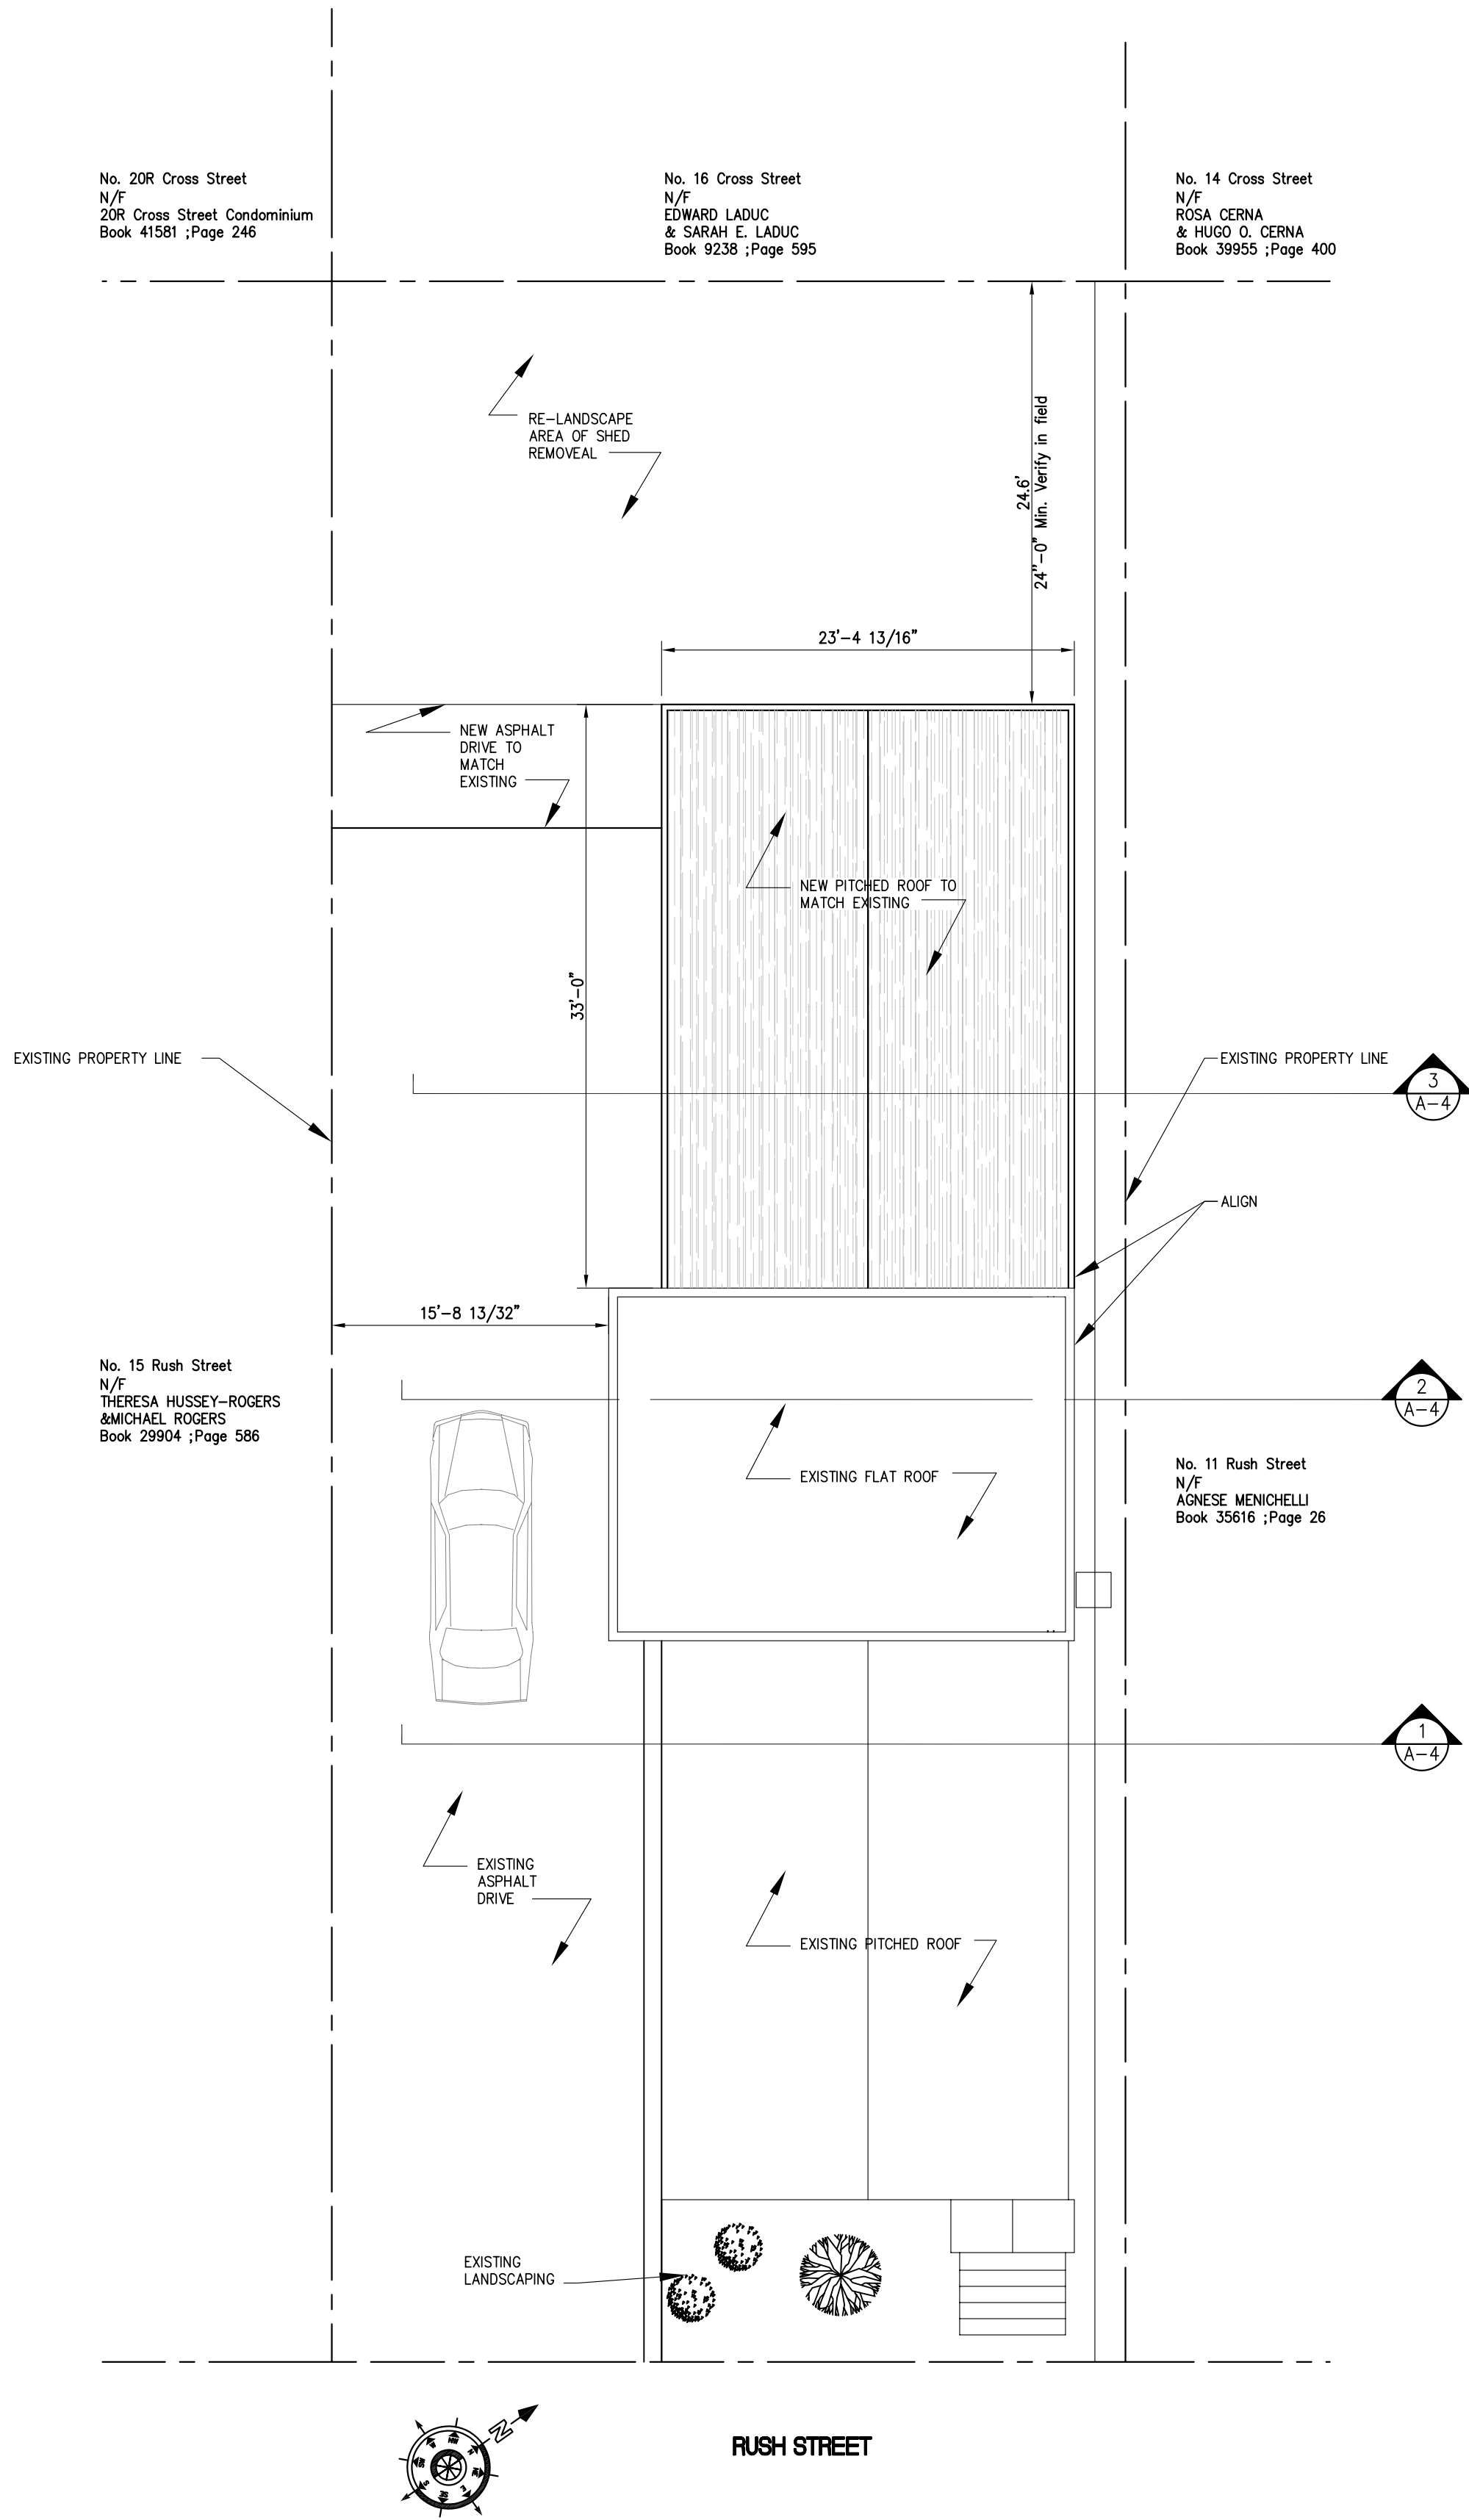 No. 20R Cross Street
N/F
20R Cross Street Condominium
Book 41581 ;Page 246
No. 16 Cross Street
N/F
EDWARD LADUC
& SARAH E. LADUC
Book 9238 ;Page 595
No. 14 Cross Street
N/F
ROSA CERNA
& HUGO O. CERNA
Book 39955 ;Page 400
RE-LANDSCAPE
AREA OF SHED
REMOVEAL
24.6'
24''-0" Min. Verify in field
23'-4 13/16"
NEW ASPHALT
DRIVE TO
MATCH
EXISTING
NEW PITCHED ROOF TO
MATCH EXISTING
33'-0"
EXISTING PROPERTY LINE
EXISTING PROPERTY LINE
3
A-4
ALIGN
15'-8 13/32"
No. 15 Rush Street
N/F
THERESA HUSSEY-ROGERS
&MICHAEL ROGERS
Book 29904 ;Page 586
2
A-4
EXISTING FLAT ROOF
No. 11 Rush Street
N/F
AGNESE MENICHELLI
Book 35616 ;Page 26
1
A-4
EXISTING
ASPHALT
DRIVE
EXISTING PITCHED ROOF
EXISTING
LANDSCAPING
N
NW
N
W
NE
SW
E
S
SE
RUSH STREET